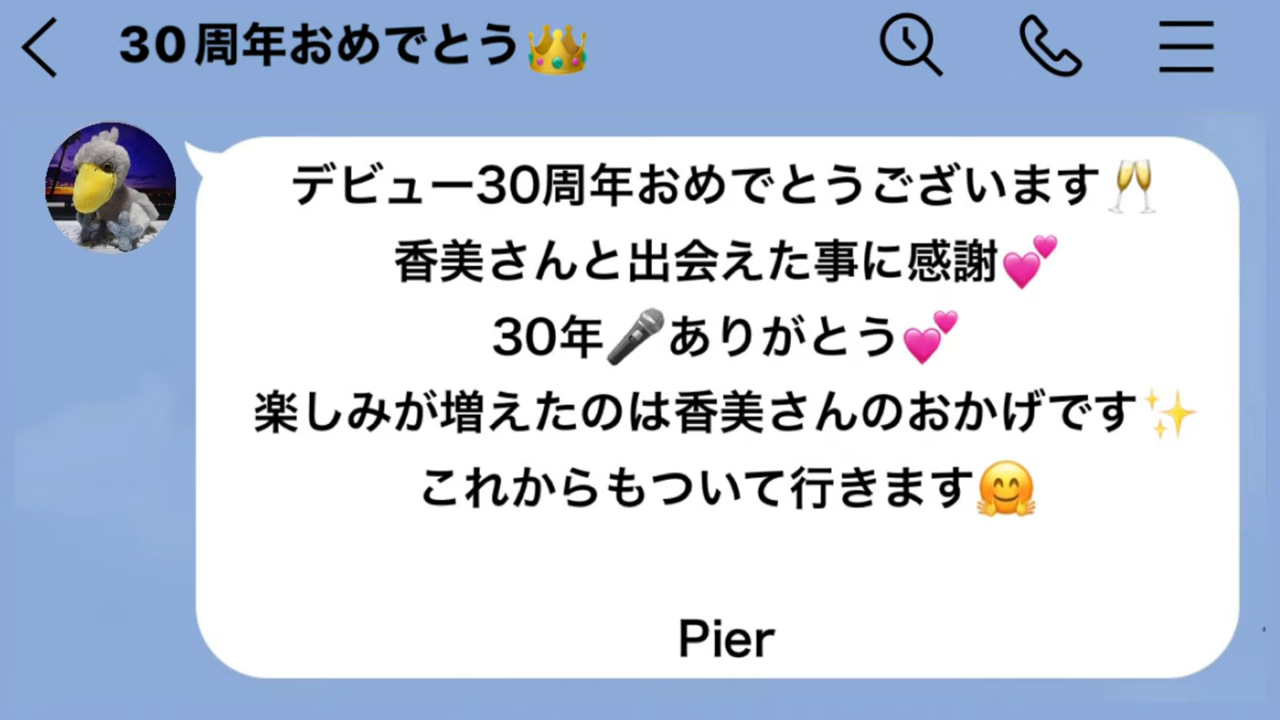 30周年おめでとう👑
デビュー30周年おめでとうございます🥂
香美さんと出会えた事に感謝💕
30年🎤ありがとう💕
楽しみが増えたのは香美さんのおかげです✨
これからもついて行きます🤗
Pier